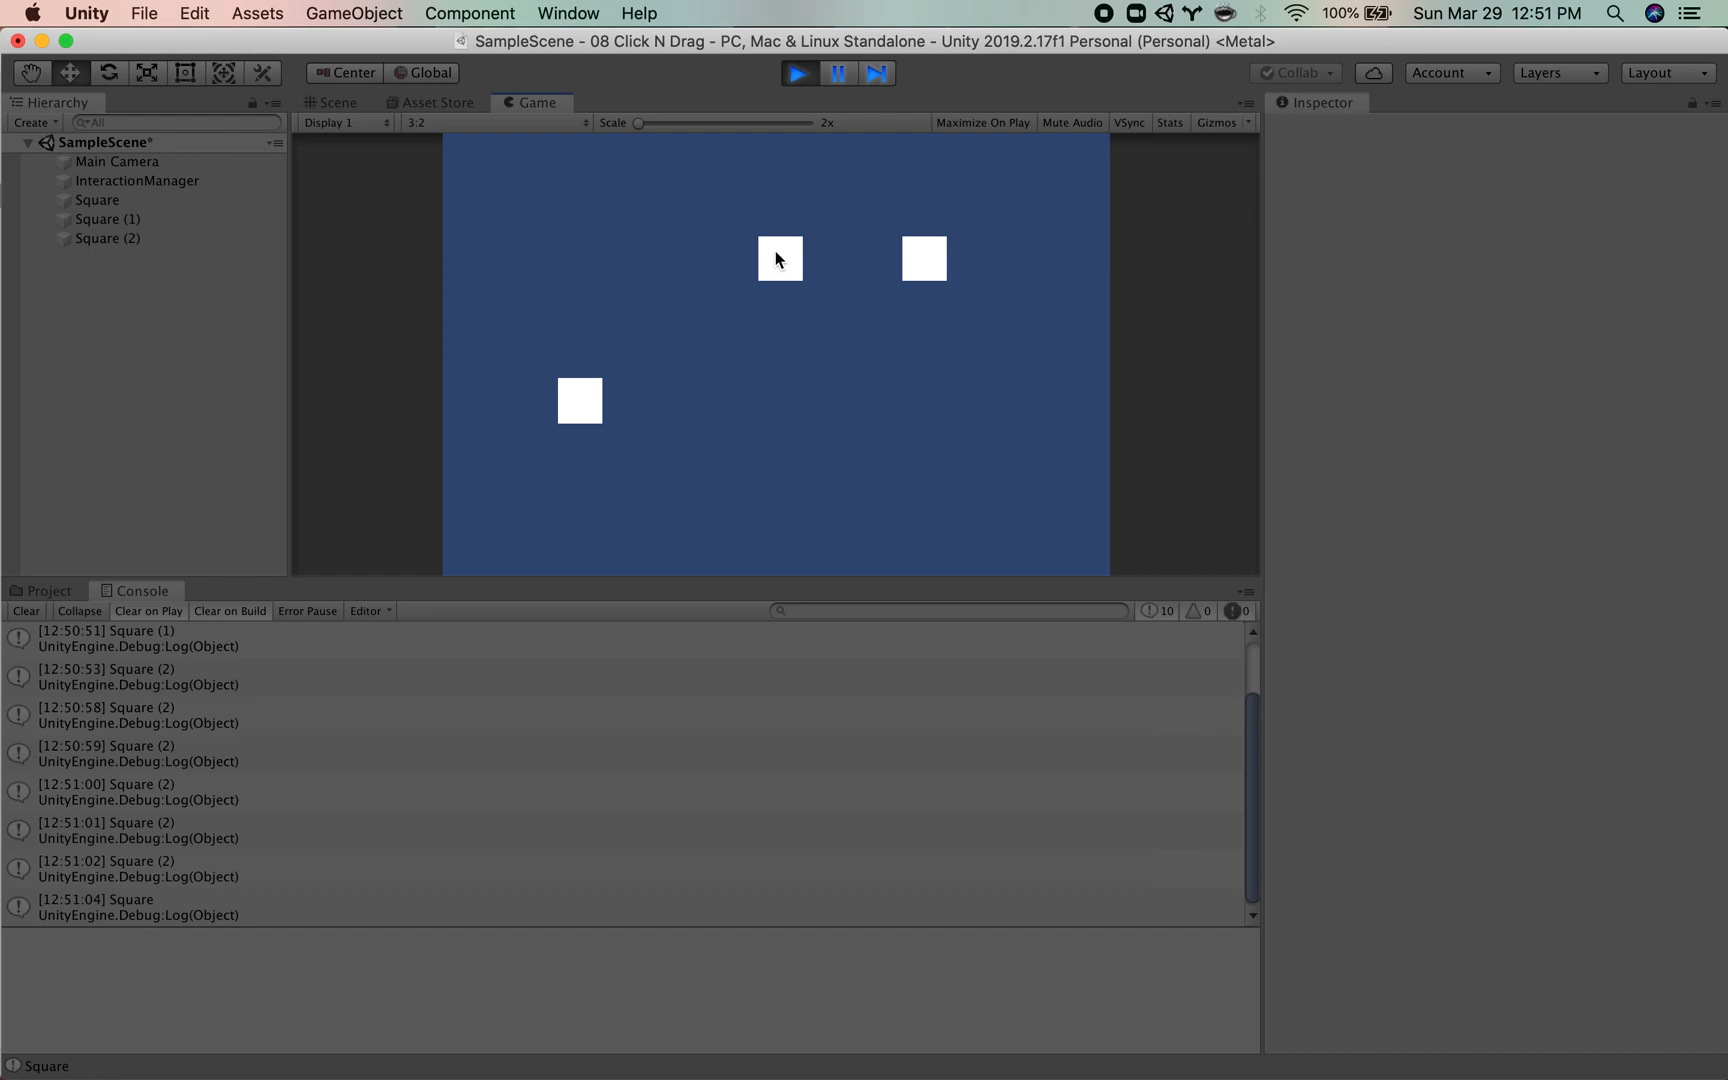 Unity File Edit Assets GameObject Component Window Help 100% Sun Mar 29 12:51 PM
SampleScene - 08 Click N Drag - PC, Mac & Linux Standalone - Unity 2019.2.17f1 Personal (Personal) <Metal>
Center Global Collab Account Layers Layout
Hierarchy Scene Asset Store Game Inspector
Create All Display 1 3:2 Scale 2x Maximize On Play Mute Audio VSync Stats Gizmos
SampleScene*
Main Camera
InteractionManager
Square
Square (1)
Square (2)
Project Console
Clear Collapse Clear on Play Clear on Build Error Pause Editor 10 0 0
[12:50:51] Square (1)
UnityEngine.Debug:Log(Object)
[12:50:53] Square (2)
UnityEngine.Debug:Log(Object)
[12:50:58] Square (2)
UnityEngine.Debug:Log(Object)
[12:50:59] Square (2)
UnityEngine.Debug:Log(Object)
[12:51:00] Square (2)
UnityEngine.Debug:Log(Object)
[12:51:01] Square (2)
UnityEngine.Debug:Log(Object)
[12:51:02] Square (2)
UnityEngine.Debug:Log(Object)
[12:51:04] Square
UnityEngine.Debug:Log(Object)
Square